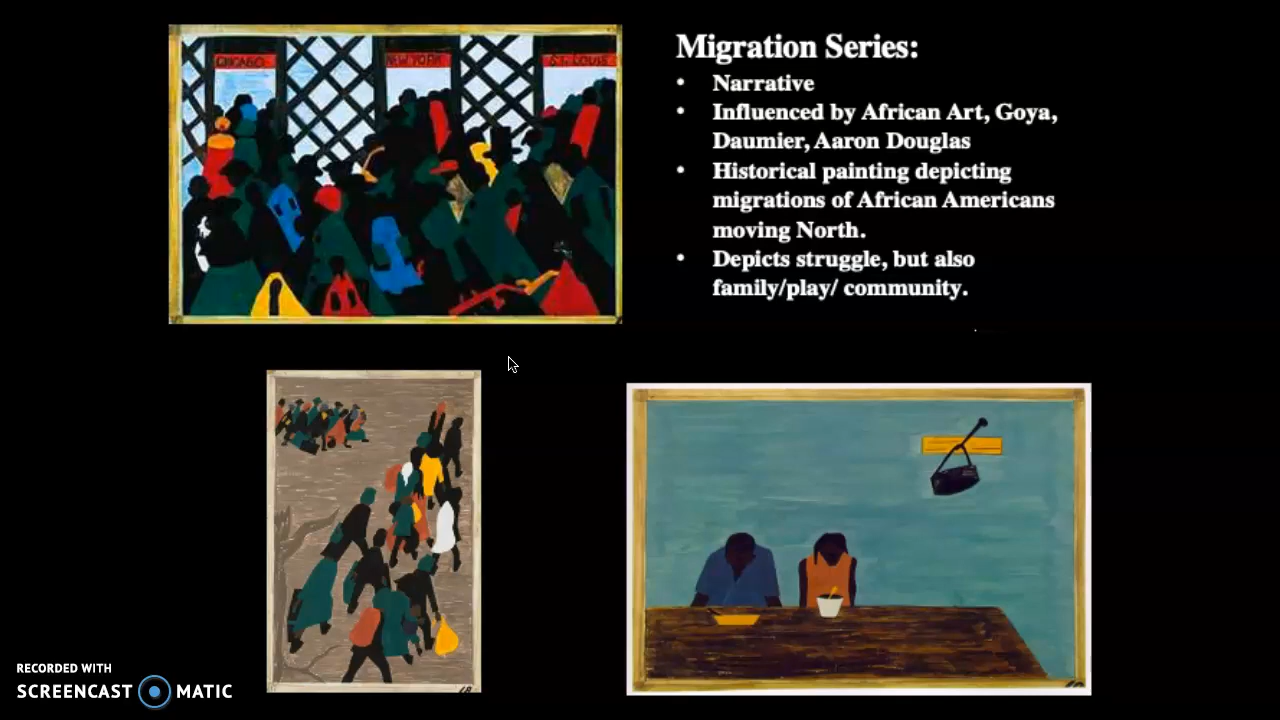 CHICAGO
NEW YORK
ST. LOUIS
Migration Series:
• Narrative
• Influenced by African Art, Goya,
Daumier, Aaron Douglas
• Historical painting depicting
migrations of African Americans
moving North.
• Depicts struggle, but also
family/play/ community.
18
RECORDED WITH
SCREENCAST MATIC